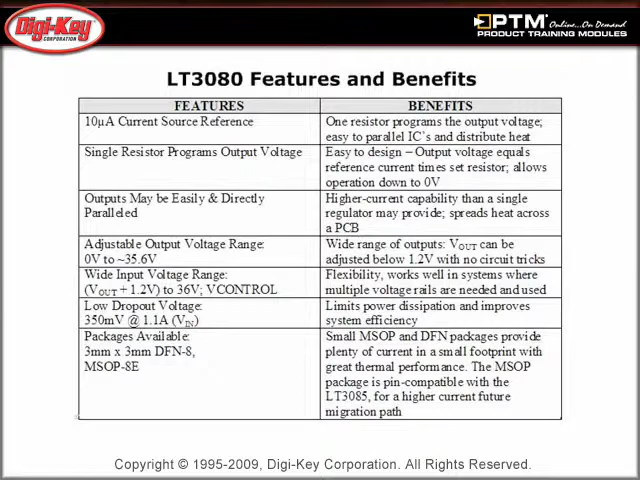 Digi-Key
CORPORATION
PTM
Online...On Demand
PRODUCT TRAINING MODULES
LT3080 Features and Benefits
FEATURES
BENEFITS
10µA Current Source Reference
One resistor programs the output voltage;
easy to parallel IC's and distribute heat
Single Resistor Programs Output Voltage
Easy to design – Output voltage equals
reference current times set resistor; allows
operation down to 0V
Outputs May be Easily & Directly
Paralleled
Higher-current capability than a single
regulator may provide; spreads heat across
a PCB
Adjustable Output Voltage Range:
0V to ~35.6V
Wide range of outputs: VOUT can be
adjusted below 1.2V with no circuit tricks
Wide Input Voltage Range:
(VOUT + 1.2V) to 36V; VCONTROL
Flexibility, works well in systems where
multiple voltage rails are needed and used
Low Dropout Voltage:
350mV @ 1.1A (VIN)
Limits power dissipation and improves
system efficiency
Packages Available:
3mm x 3mm DFN-8,
MSOP-8E
Small MSOP and DFN packages provide
plenty of current in a small footprint with
great thermal performance. The MSOP
package is pin-compatible with the
LT3085, for a higher current future
migration path
Copyright © 1995-2009, Digi-Key Corporation. All Rights Reserved.